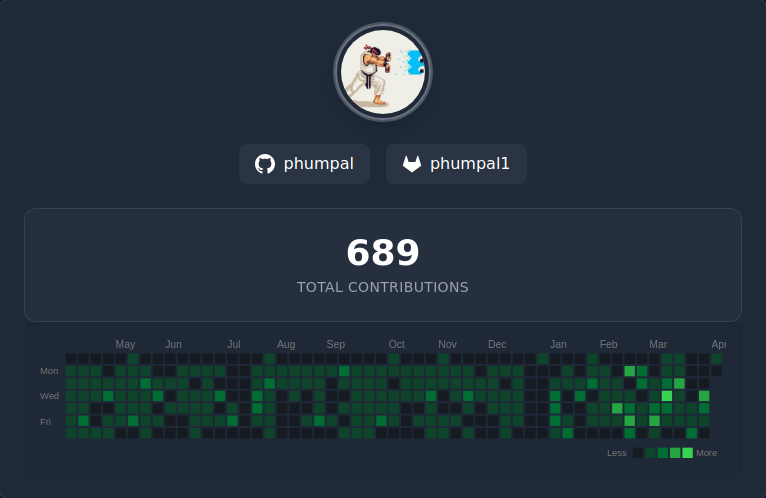 phumpal phumpal1
689
TOTAL CONTRIBUTIONS
May Jun Jul Aug Sep Oct Nov Dec Jan Feb Mar Apr
Mon
Wed
Fri
Less More